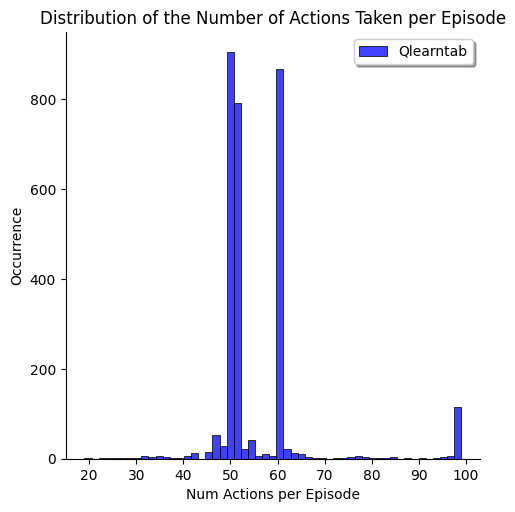 Distribution of the Number of Actions Taken per Episode
Qlearntab
800
600
400
200
0
Occurrence
20 30 40 50 60 70 80 90 100
Num Actions per Episode